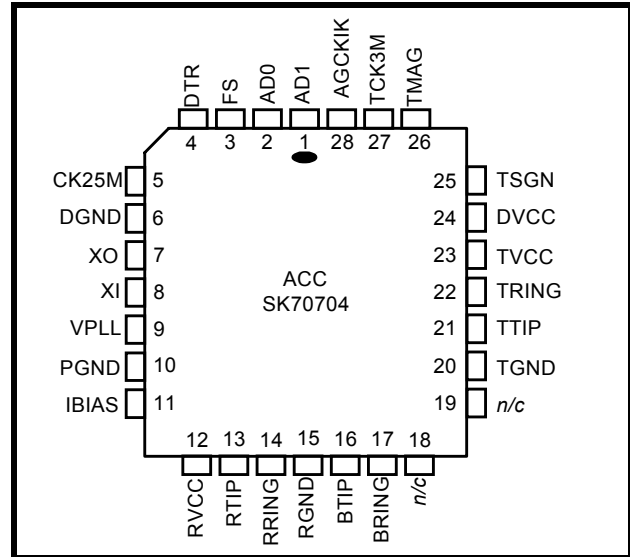 DTR
FS
AD0
AD1
AGCKIK
TCK3M
TMAG
4 3 2 1 28 27 26
CK25M 5
DGND 6
XO 7
XI 8
VPLL 9
PGND 10
IBIAS 11
ACC
SK70704
25 TSGN
24 DVCC
23 TVCC
22 TRING
21 TTIP
20 TGND
19 n/c
12 13 14 15 16 17 18
RVCC
RTIP
RRING
RGND
BTIP
BRING
n/c